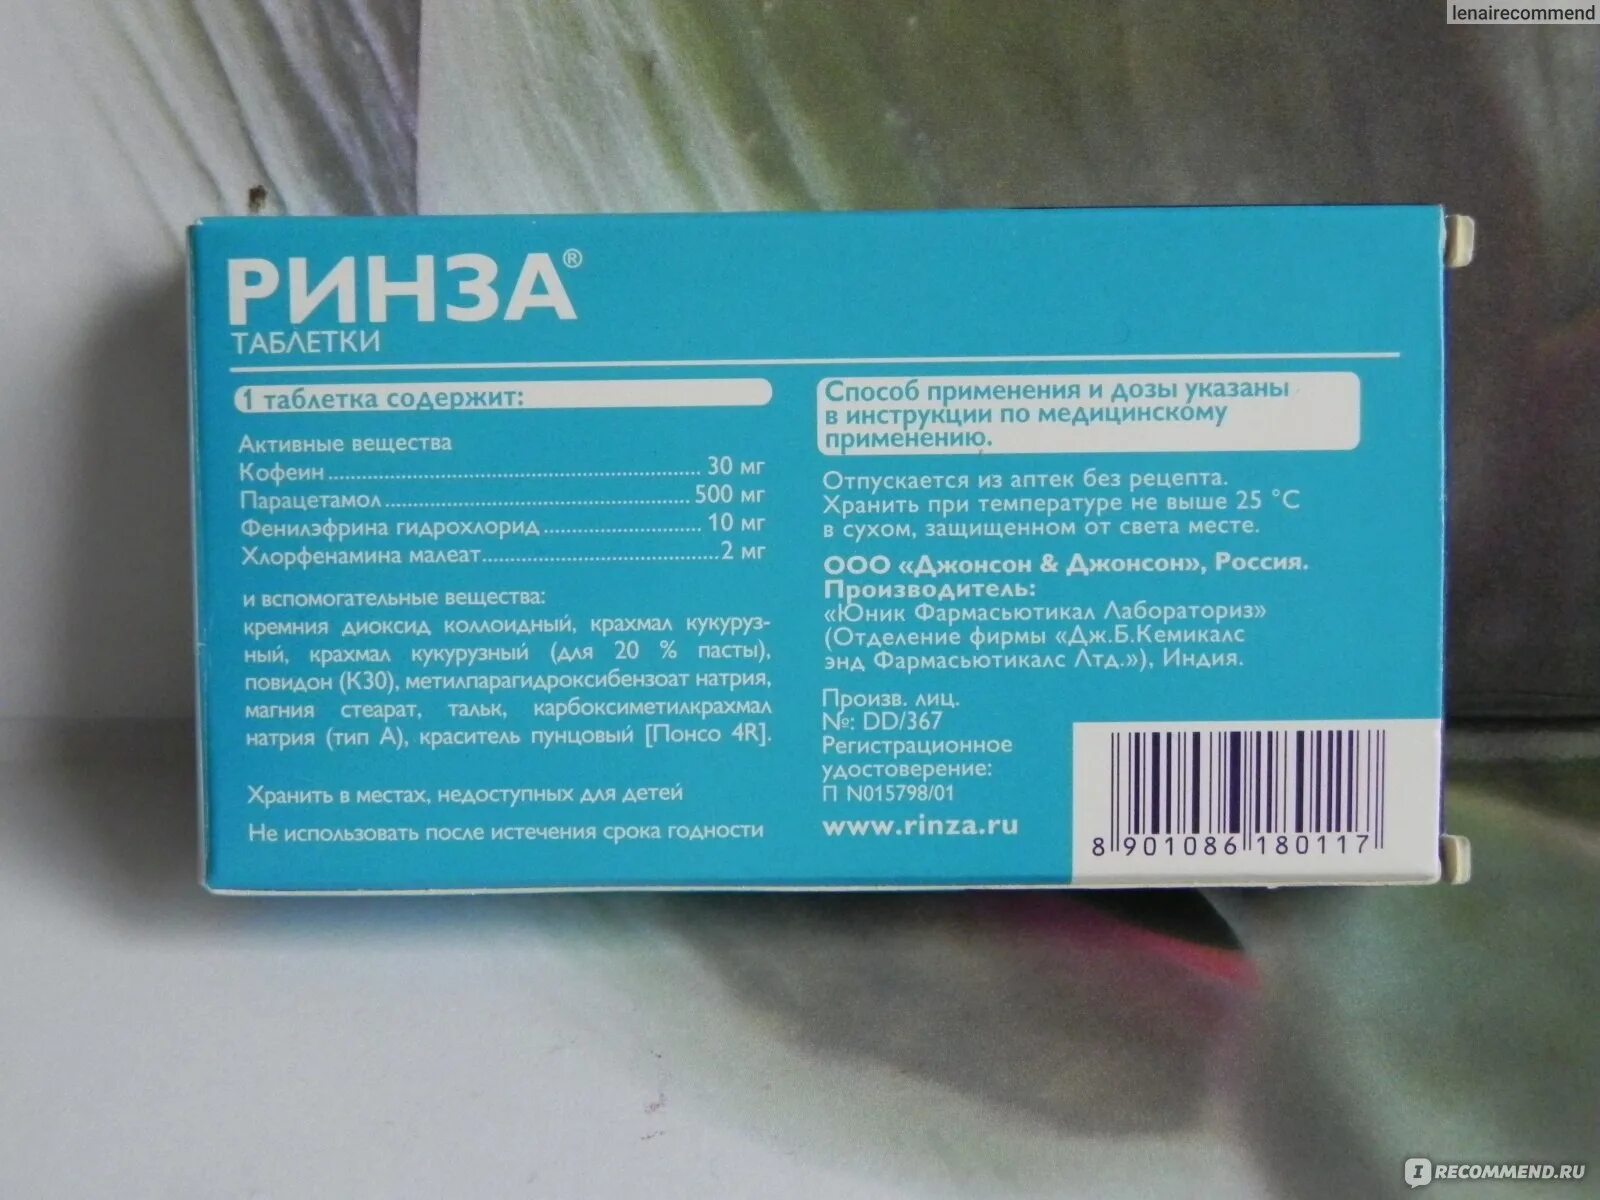 lenairecommend
РИНЗА®
ТАБЛЕТКИ
1 таблетка содержит:
Активные вещества
Кофеин.......................................................... 30 мг
Парацетамол................................................ 500 мг
Фенилэфрина гидрохлорид......................... 10 мг
Хлорфенамина малеат....................................2 мг
и вспомогательные вещества:
кремния диоксид коллоидный, крахмал кукуруз-
ный, крахмал кукурузный (для 20 % пасты),
повидон (К30), метилпарагидроксибензоат натрия,
магния стеарат, тальк, карбоксиметилкрахмал
натрия (тип А), краситель пунцовый [Понсо 4R].
Хранить в местах, недоступных для детей
Не использовать после истечения срока годности
Способ применения и дозы указаны
в инструкции по медицинскому
применению.
Отпускается из аптек без рецепта.
Хранить при температуре не выше 25 °C
в сухом, защищенном от света месте.
ООО «Джонсон & Джонсон», Россия.
Производитель:
«Юник Фармасьютикал Лабораториз»
(Отделение фирмы «Дж.Б.Кемикалс
энд Фармасьютикалс Лтд.»), Индия.
Произв. лиц.
№: DD/367
Регистрационное
удостоверение:
П N015798/01
www.rinza.ru
8 901086 180117
IRECOMMEND.RU